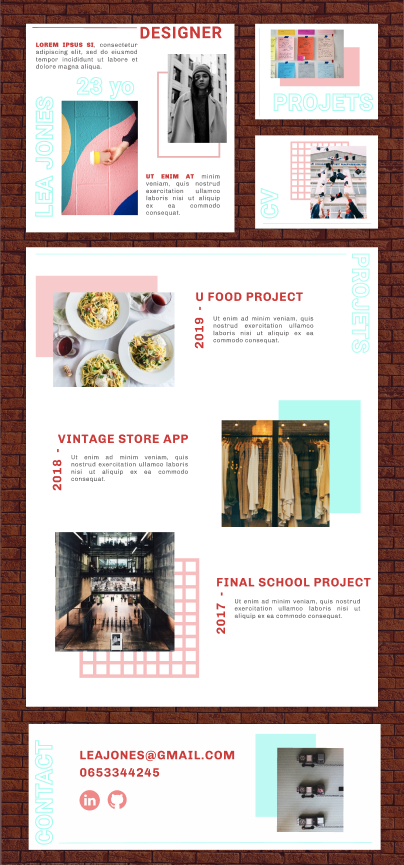 DESIGNER
LOREM IPSUS SI, consectetur
adipiscing elit, sed do eiusmod
tempor incididunt ut labore et
dolore magna aliqua.
23 yo
LEA JONES
UT ENIM AT minim
veniam, quis nostrud
exercitation ullamco
laboris nisi ut aliquip
ex ea commodo
consequat.
PROJETS
CV
PROJETS
U FOOD PROJECT
2019 -
Ut enim ad minim veniam, quis
nostrud exercitation ullamco
laboris nisi ut aliquip ex ea
commodo consequat.
VINTAGE STORE APP
2018 -
Ut enim ad minim veniam, quis
nostrud exercitation ullamco laboris
nisi ut aliquip ex ea commodo
consequat.
FINAL SCHOOL PROJECT
2017 -
Ut enim ad minim veniam, quis nostrud
exercitation ullamco laboris nisi ut
aliquip ex ea commodo consequat.
CONTACT
LEAJONES@GMAIL.COM
0653344245
in